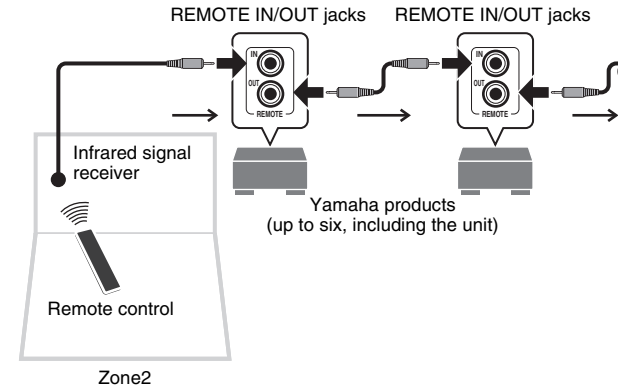 REMOTE IN/OUT jacks
REMOTE IN/OUT jacks
IN
OUT
REMOTE
IN
OUT
REMOTE
Infrared signal
receiver
Yamaha products
(up to six, including the unit)
Remote control
Zone2